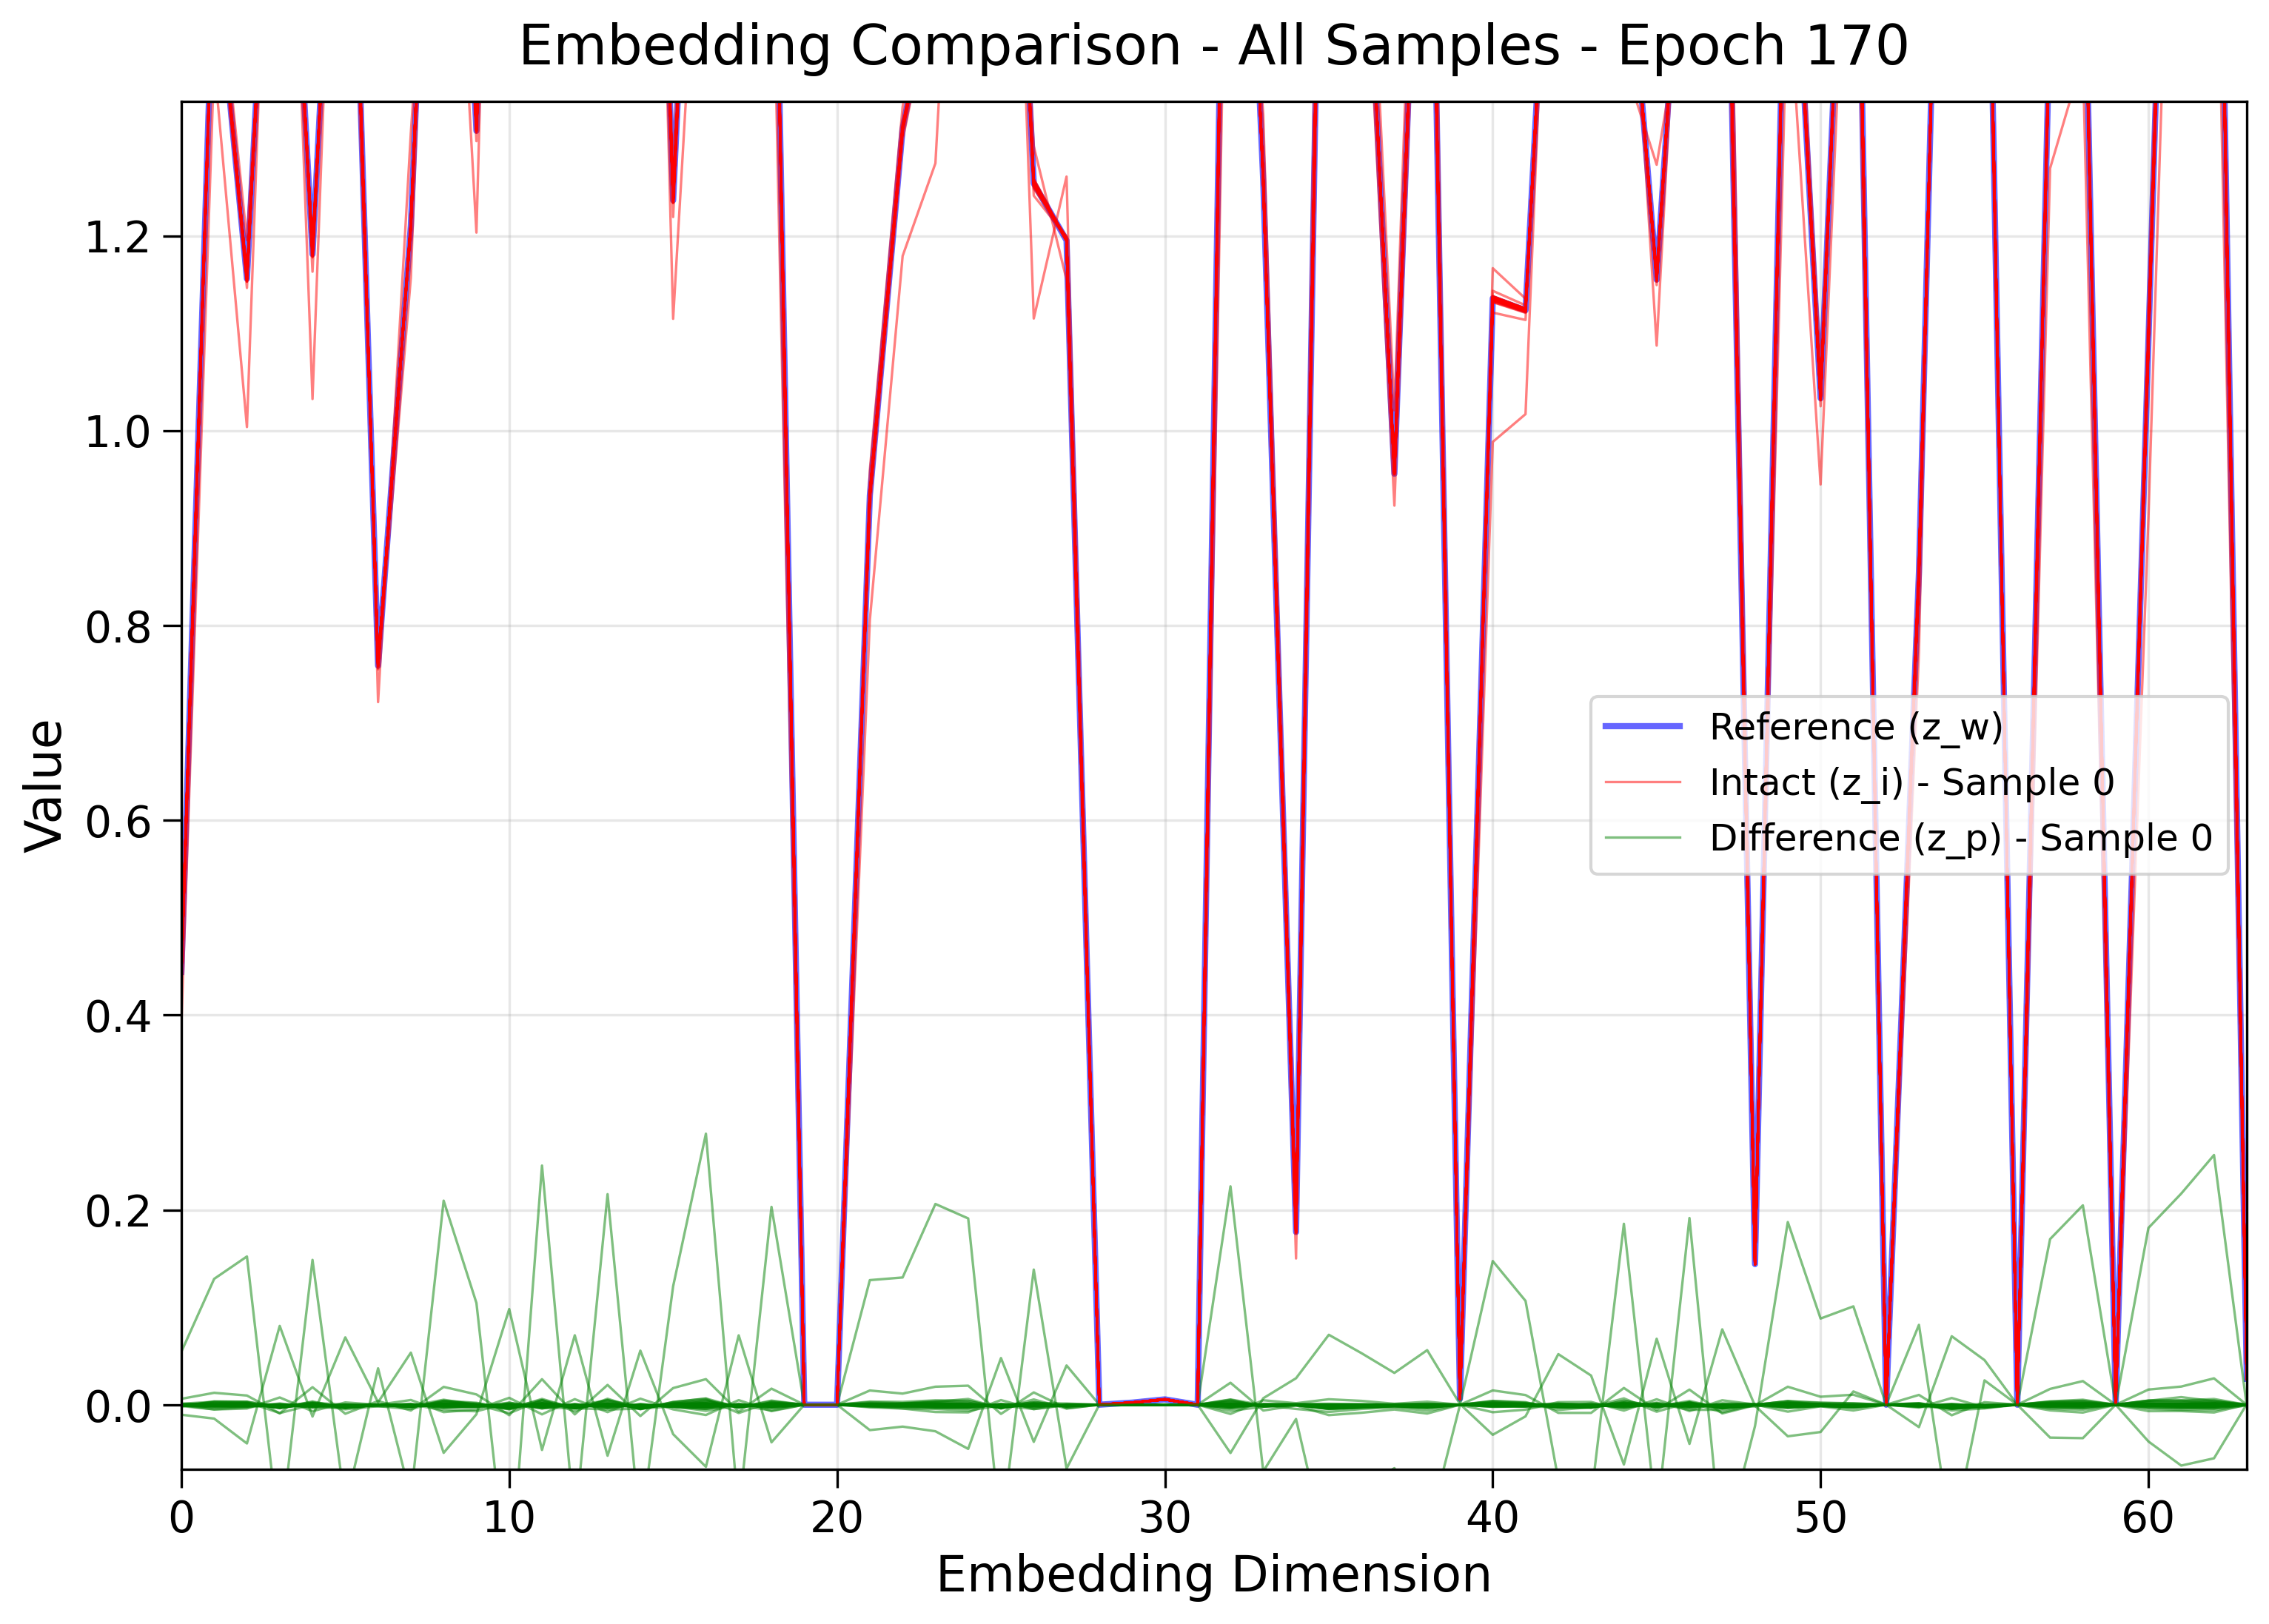 Embedding Comparison - All Samples - Epoch 170
Value
1.2
1.0
0.8
0.6
0.4
0.2
0.0
Reference (z_w)
Intact (z_i) - Sample 0
Difference (z_p) - Sample 0
0 10 20 30 40 50 60
Embedding Dimension